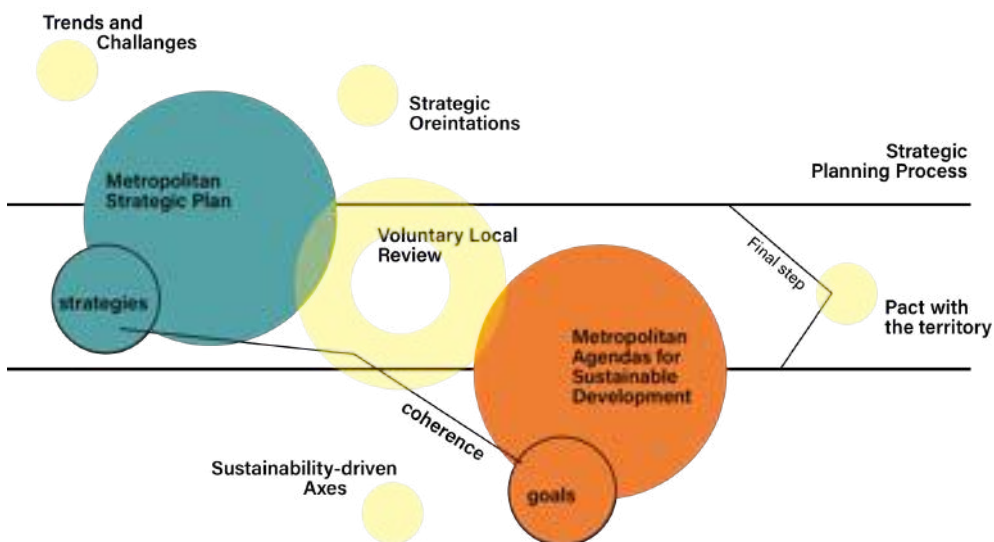 Trends and
Challanges
Strategic
Oreintations
Strategic
Planning Process
Metropolitan
Strategic Plan
Voluntary Local
Review
Final step
strategies
Pact with
the territory
Metropolitan
Agendas for
Sustainable
Development
coherence
Sustainability-driven
Axes
goals